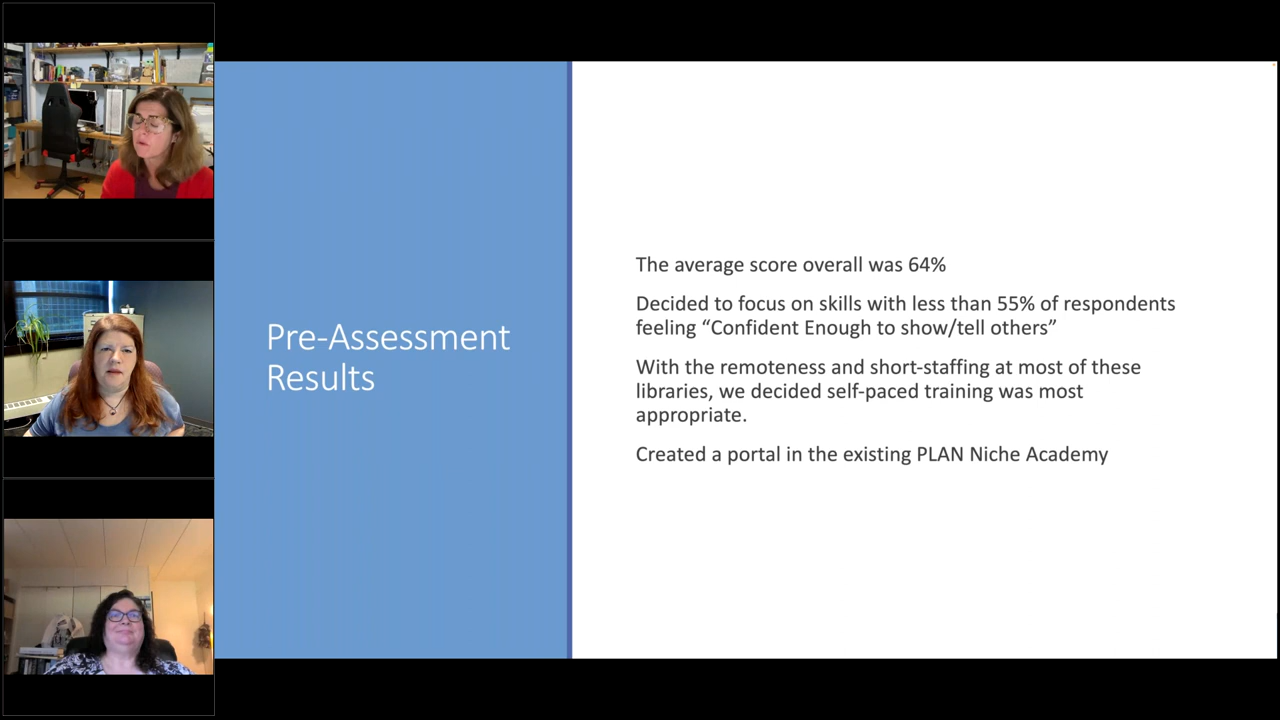 Pre-Assessment
Results
The average score overall was 64%
Decided to focus on skills with less than 55% of respondents
feeling “Confident Enough to show/tell others”
With the remoteness and short-staffing at most of these
libraries, we decided self-paced training was most
appropriate.
Created a portal in the existing PLAN Niche Academy